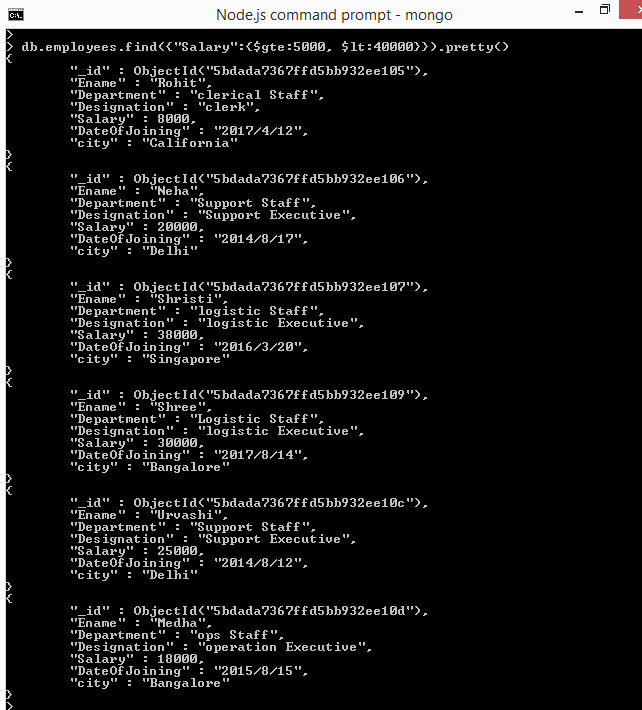 Node.js command prompt - mongo
>
> db.employees.find({"Salary":{$gte:5000, $lt:40000}}).pretty()
{
"_id" : ObjectId("5bdada7367ffd5bb932ee105"),
"Ename" : "Rohit",
"Department" : "clerical Staff",
"Designation" : "clerk",
"Salary" : 8000,
"DateOfJoining" : "2017/4/12",
"city" : "California"
}
{
"_id" : ObjectId("5bdada7367ffd5bb932ee106"),
"Ename" : "Neha",
"Department" : "Support Staff",
"Designation" : "Support Executive",
"Salary" : 20000,
"DateOfJoining" : "2014/8/17",
"city" : "Delhi"
}
{
"_id" : ObjectId("5bdada7367ffd5bb932ee107"),
"Ename" : "Shristi",
"Department" : "logistic Staff",
"Designation" : "logistic Executive",
"Salary" : 38000,
"DateOfJoining" : "2016/3/20",
"city" : "Singapore"
}
{
"_id" : ObjectId("5bdada7367ffd5bb932ee109"),
"Ename" : "Shree",
"Department" : "Logistic Staff",
"Designation" : "logistic Executive",
"Salary" : 30000,
"DateOfJoining" : "2017/8/14",
"city" : "Bangalore"
}
{
"_id" : ObjectId("5bdada7367ffd5bb932ee10c"),
"Ename" : "Urvashi",
"Department" : "Support Staff",
"Designation" : "Support Executive",
"Salary" : 25000,
"DateOfJoining" : "2014/8/12",
"city" : "Delhi"
}
{
"_id" : ObjectId("5bdada7367ffd5bb932ee10d"),
"Ename" : "Medha",
"Department" : "ops Staff",
"Designation" : "operation Executive",
"Salary" : 18000,
"DateOfJoining" : "2015/8/15",
"city" : "Bangalore"
}
>